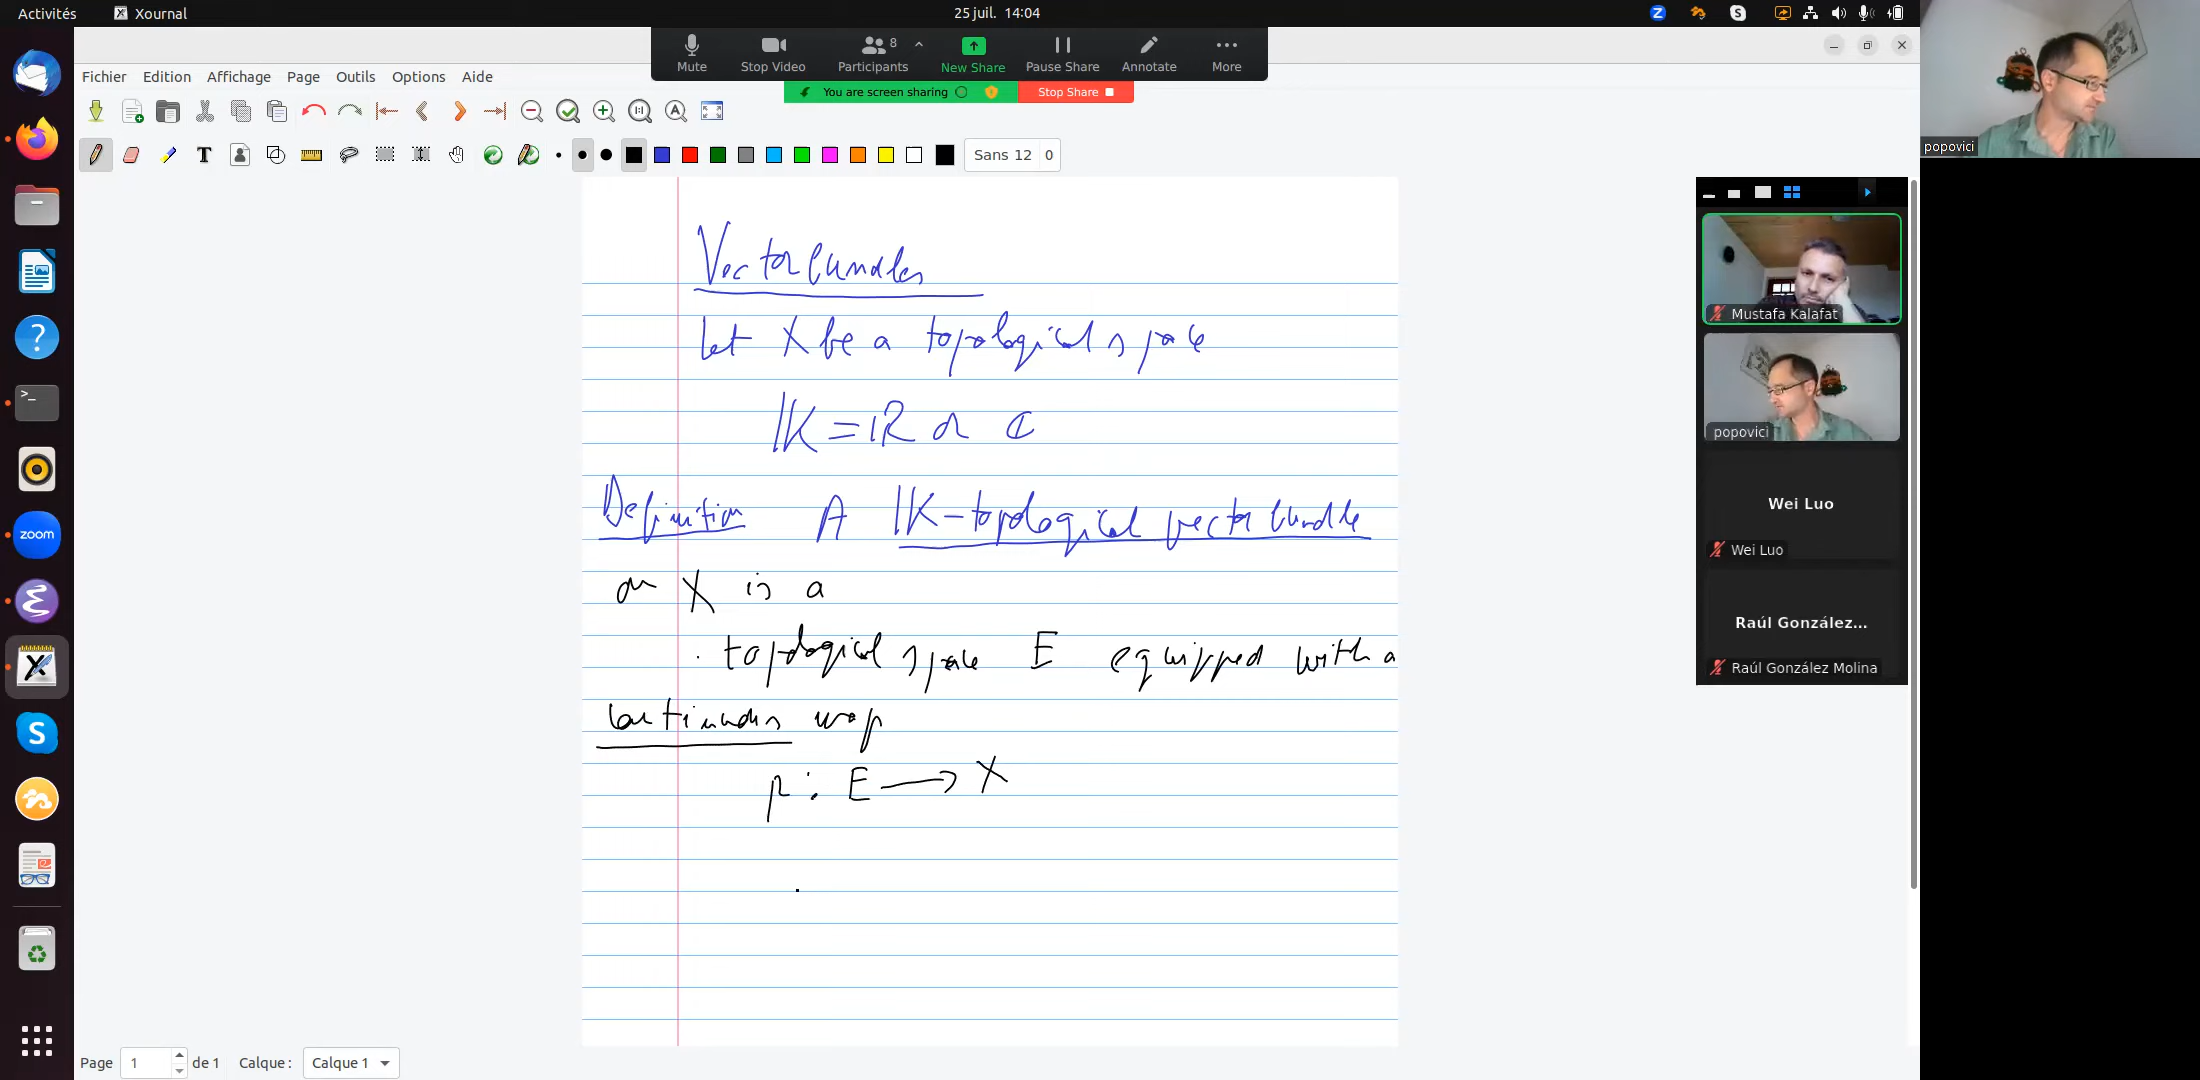 Activités
Xournal
25 juil. 14:04
Mute
Stop Video
Participants
8
New Share
Pause Share
Annotate
More
You are screen sharing
Stop Share
Fichier Edition Affichage Page Outils Options Aide
Sans 12 0
Vector bundles
Let X be a topological space
K = R or C
Definition A K-topological vector bundle
on X is a
. topological space E equipped with a
continuous map
p : E → X
Page 1 de 1 Calque : Calque 1
zoom
popovici
Mustafa Kalafat
popovici
Wei Luo
Wei Luo
Raúl González...
Raúl González Molina